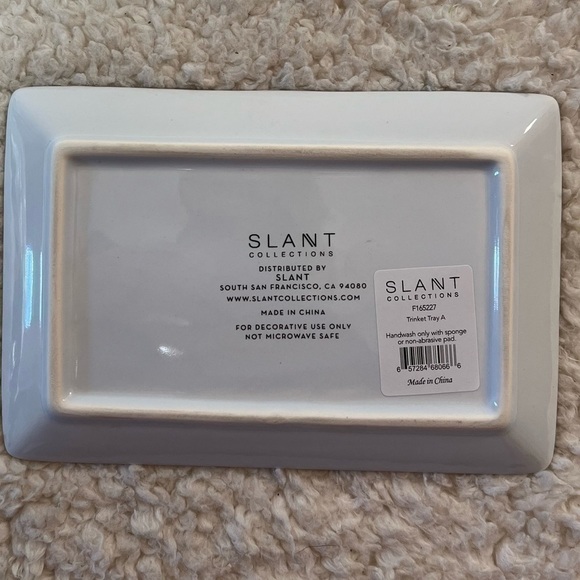 SLANT
COLLECTIONS
DISTRIBUTED BY
SLANT
SOUTH SAN FRANCISCO, CA 94080
WWW.SLANTCOLLECTIONS.COM
MADE IN CHINA
FOR DECORATIVE USE ONLY
NOT MICROWAVE SAFE
SLANT
COLLECTIONS
F165227
Trinket Tray A
Handwash only with sponge
or non-abrasive pad.
6 57284 68066 6
Made in China